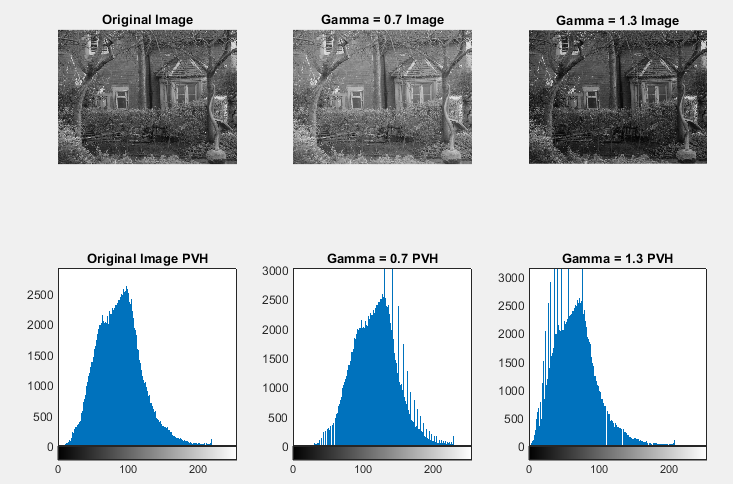 Original Image
Gamma = 0.7 Image
Gamma = 1.3 Image
Original Image PVH
Gamma = 0.7 PVH
Gamma = 1.3 PVH
2500
2000
1500
1000
500
0
0 100 200
3000
2500
2000
1500
1000
500
0
0 100 200
3000
2500
2000
1500
1000
500
0
0 100 200